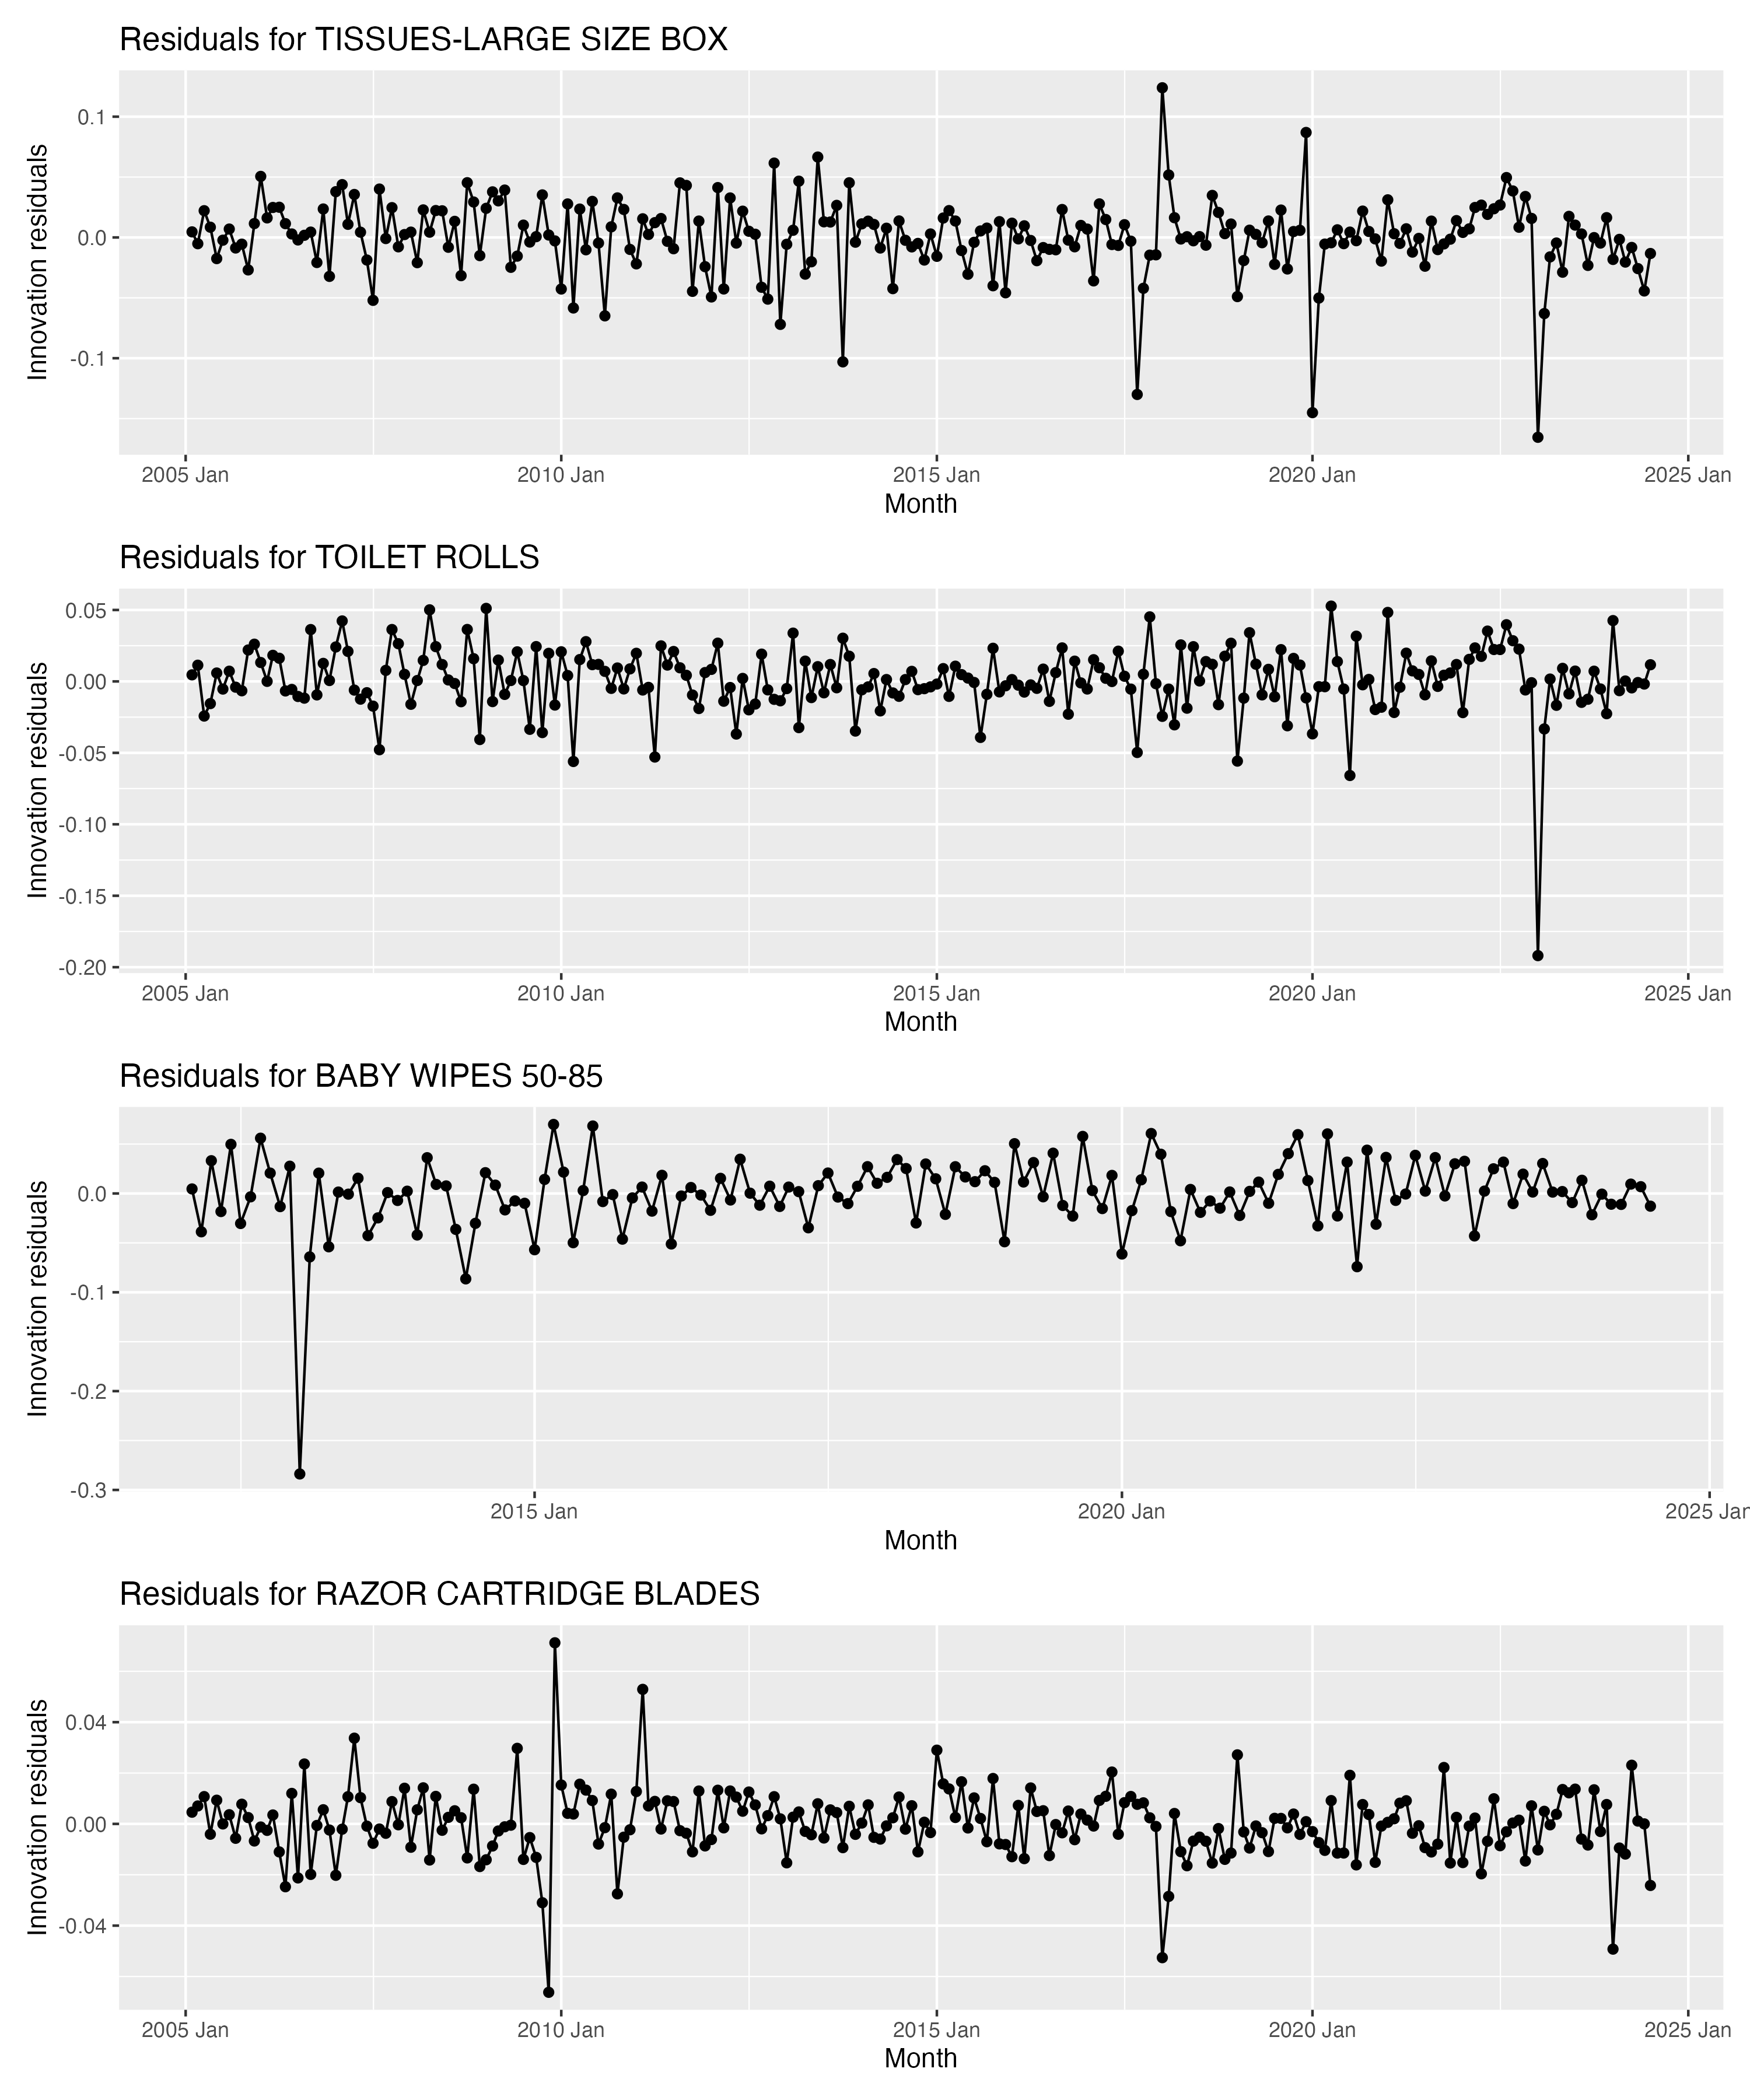 Residuals for TISSUES-LARGE SIZE BOX
Innovation residuals
0.1
0.0
-0.1
2005 Jan 2010 Jan 2015 Jan 2020 Jan 2025 Jan
Month
Residuals for TOILET ROLLS
Innovation residuals
0.05
0.00
-0.05
-0.10
-0.15
-0.20
2005 Jan 2010 Jan 2015 Jan 2020 Jan 2025 Jan
Month
Residuals for BABY WIPES 50-85
Innovation residuals
0.0
-0.1
-0.2
-0.3
2015 Jan 2020 Jan 2025 Jan
Month
Residuals for RAZOR CARTRIDGE BLADES
Innovation residuals
0.04
0.00
-0.04
2005 Jan 2010 Jan 2015 Jan 2020 Jan 2025 Jan
Month